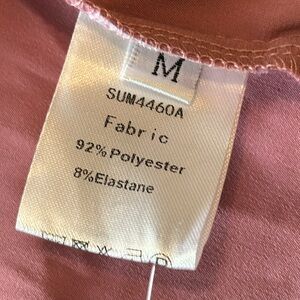 M
SUM4460A
Fabric
92%Polyester
8%Elastane